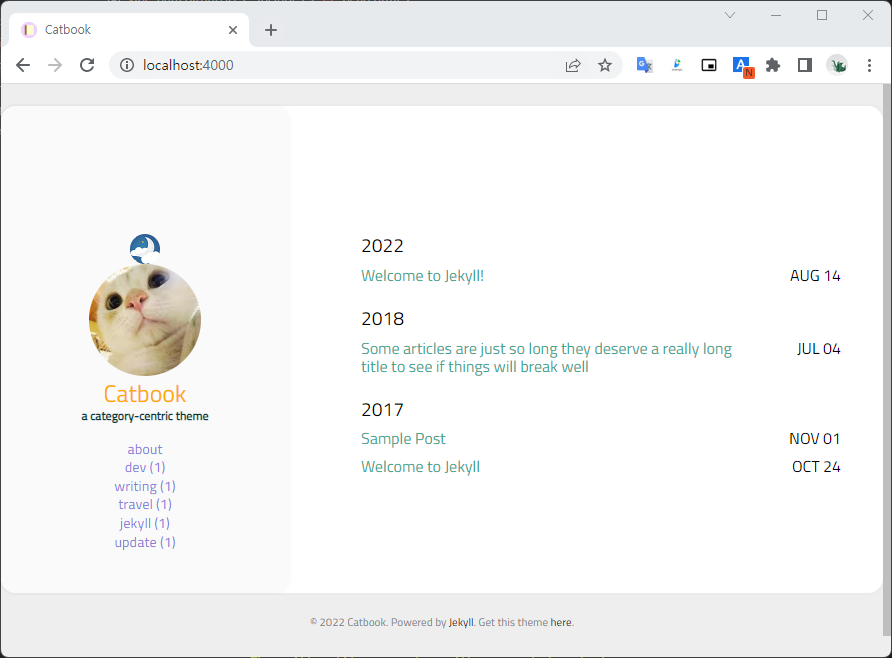 Catbook
localhost:4000
A
N
2022
Welcome to Jekyll! AUG 14
2018
Some articles are just so long they deserve a really long JUL 04
title to see if things will break well
2017
Sample Post NOV 01
Welcome to Jekyll OCT 24
Catbook
a category-centric theme
about
dev (1)
writing (1)
travel (1)
jekyll (1)
update (1)
© 2022 Catbook. Powered by Jekyll. Get this theme here.